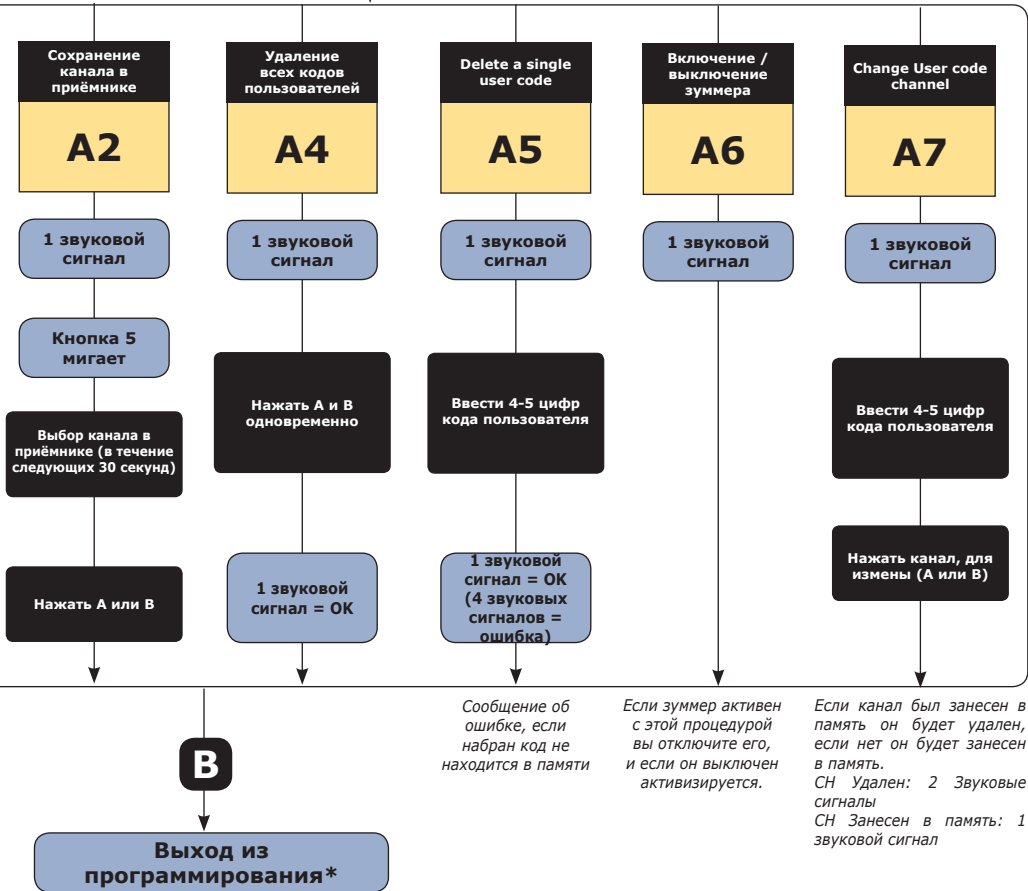 Сохранение
канала в
приёмнике
A2
1 звуковой
сигнал
Кнопка 5
мигает
Выбор канала в
приёмнике (в течение
следующих 30 секунд)
Нажать А или В
Удаление
всех кодов
пользователей
A4
1 звуковой
сигнал
Нажать А и В
одновременно
1 звуковой
сигнал = ОК
Delete a single
user code
A5
1 звуковой
сигнал
Ввести 4-5 цифр
кода пользователя
1 звуковой
сигнал = ОК
(4 звуковых
сигналов =
ошибка)
Сообщение об
ошибке, если
набран код не
находится в памяти
Включение /
выключение
зуммера
A6
1 звуковой
сигнал
Если зуммер активен
с этой процедурой
вы отключите его,
и если он выключен
активизируется.
Change User code
channel
A7
1 звуковой
сигнал
Ввести 4-5 цифр
кода пользователя
Нажать канал, для
измены (А или В)
Если канал был занесен в
память он будет удален,
если нет он будет занесен
в память.
СН Удален: 2 Звуковые
сигналы
СН Занесен в память: 1
звуковой сигнал
B
Выход из
программирования*